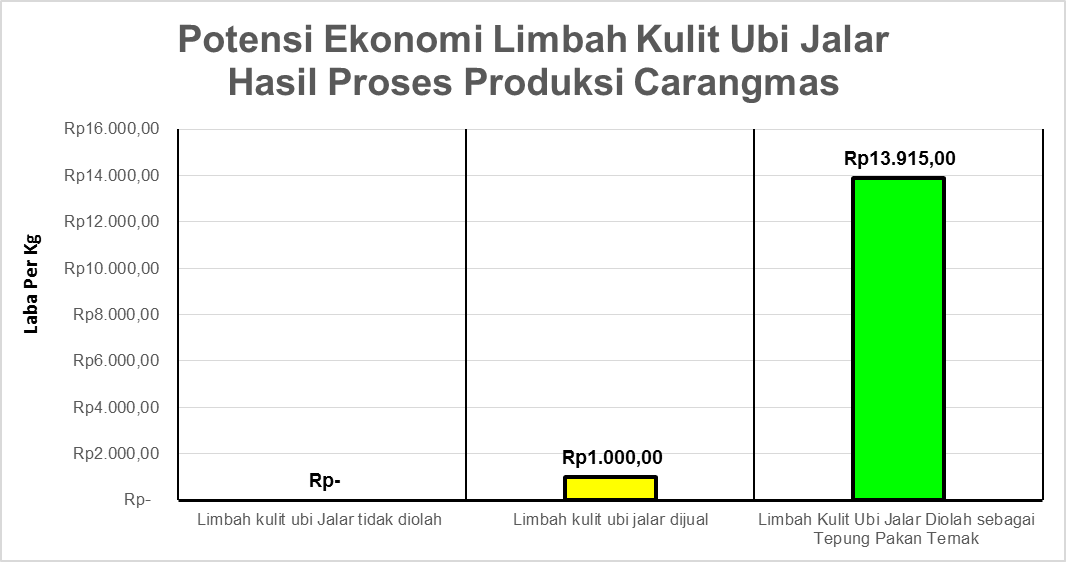 Potensi Ekonomi Limbah Kulit Ubi Jalar
Hasil Proses Produksi Carangmas
Laba Per Kg
Rp16.000,00
Rp14.000,00
Rp12.000,00
Rp10.000,00
Rp8.000,00
Rp6.000,00
Rp4.000,00
Rp2.000,00
Rp-
Rp-
Rp1.000,00
Rp13.915,00
Limbah kulit ubi Jalar tidak diolah
Limbah kulit ubi jalar dijual
Limbah Kulit Ubi Jalar Diolah sebagai
Tepung Pakan Ternak